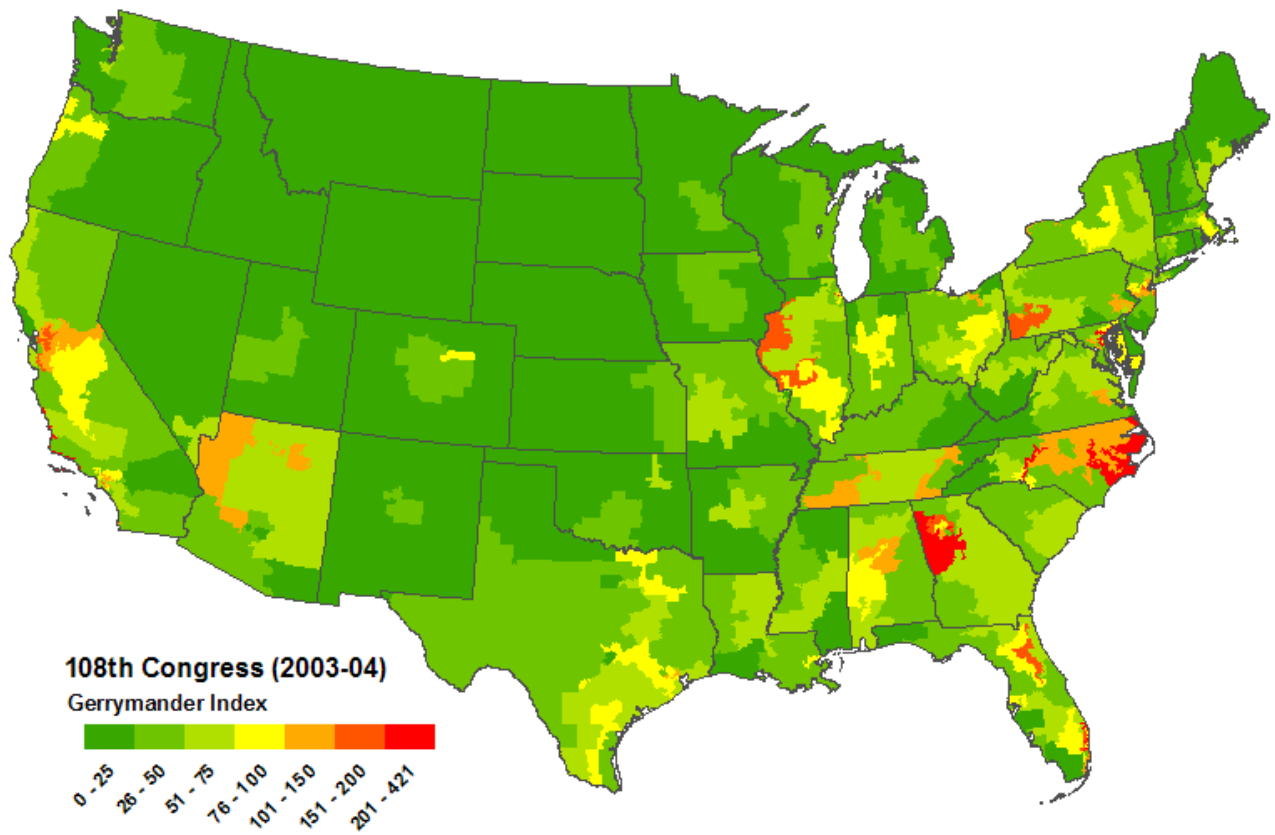 108th Congress (2003-04)
Gerrymander Index
0 - 25
26 - 50
51 - 75
76 - 100
101 - 150
151 - 200
201 - 421